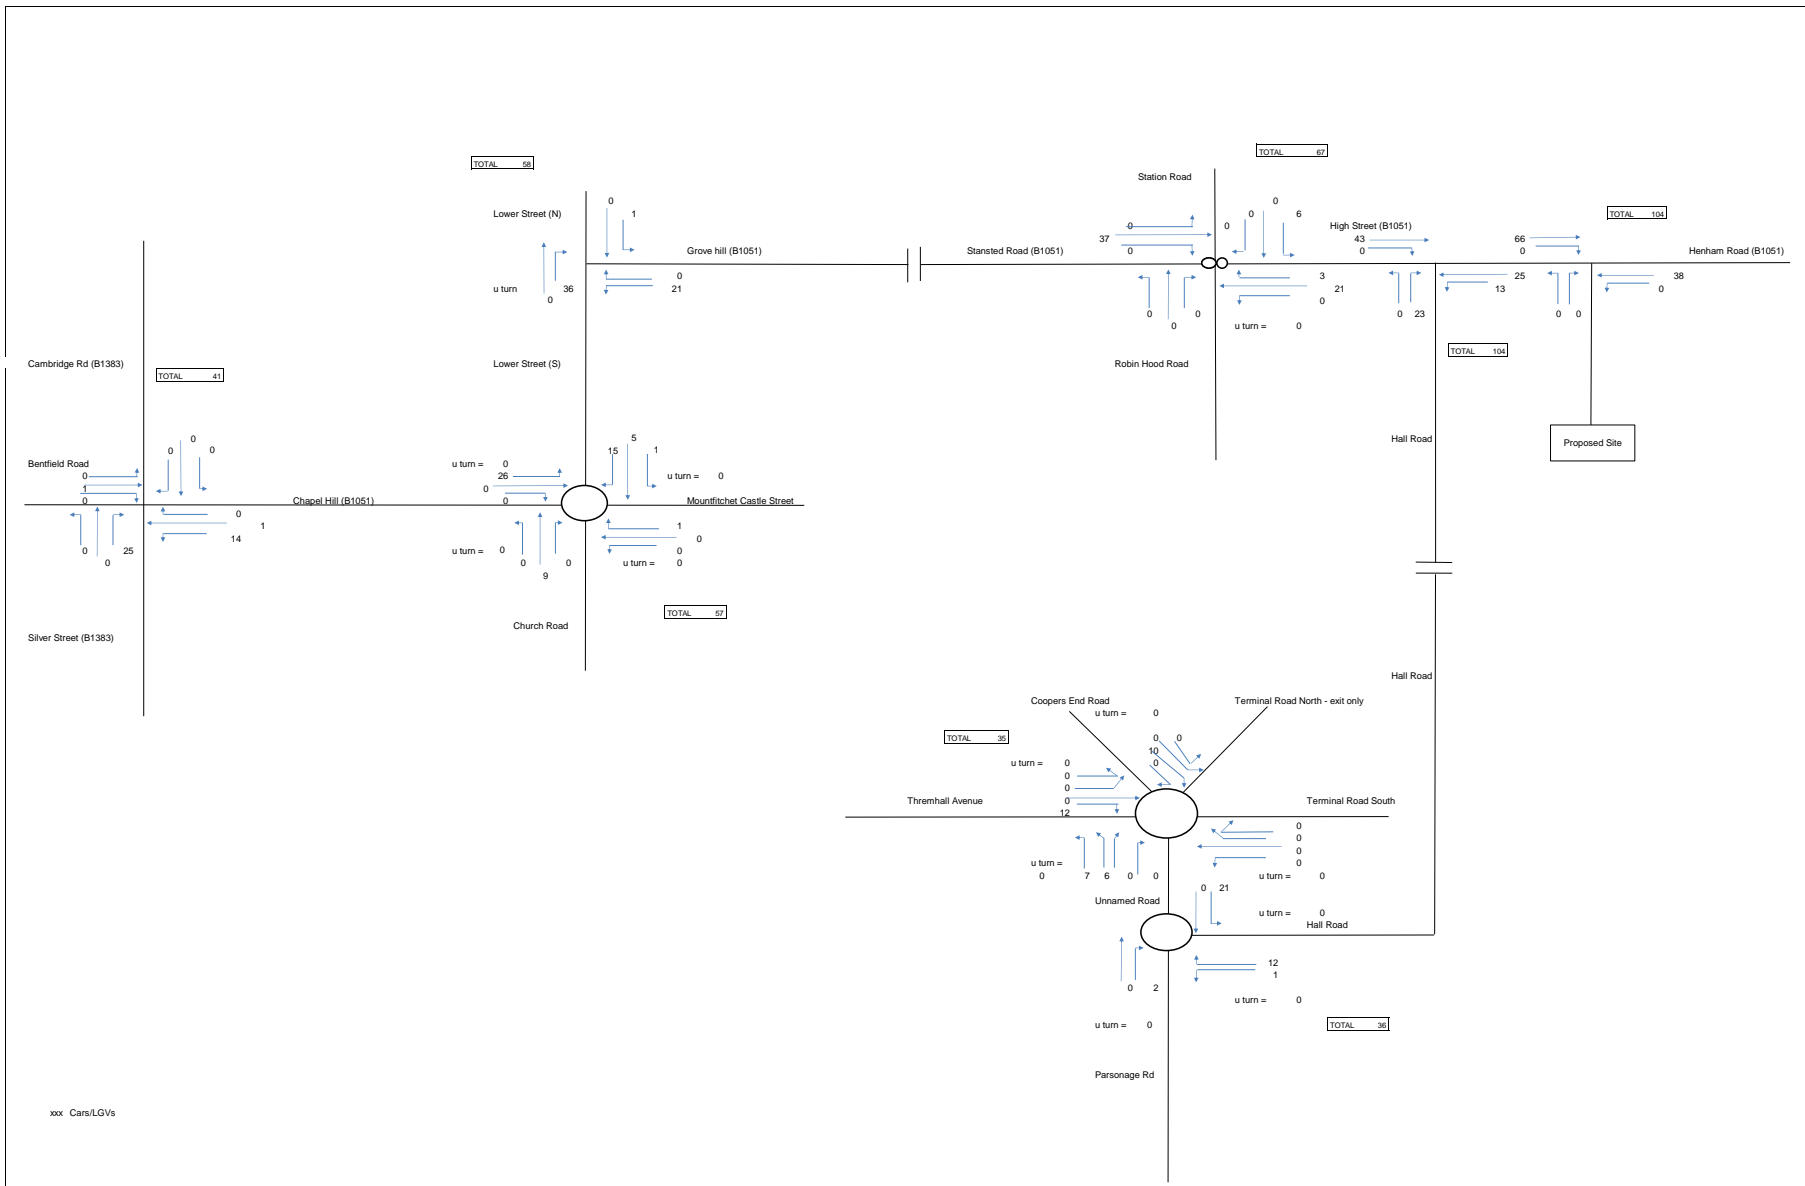 TOTAL 58
TOTAL 67
TOTAL 104
Station Road
Lower Street (N)
0
1
36
0
u turn
Grove hill (B1051)
0
21
Stansted Road (B1051)
0
37
0
0
0
0
6
High Street (B1051)
43
0
66
0
Henham Road (B1051)
3
21
0
0
0
0
u turn = 0
0 23
25
13
0 0
38
0
TOTAL 104
Cambridge Rd (B1383)
TOTAL 41
Lower Street (S)
Robin Hood Road
Hall Road
Proposed Site
Bentfield Road
0
1
0
0
0
0
Chapel Hill (B1051)
0
1
14
0
0
25
u turn = 0
26
0
0
15
5
1
u turn = 0
Mountfitchet Castle Street
1
0
0
u turn = 0
u turn = 0
0
9
0
TOTAL 57
Church Road
Silver Street (B1383)
Hall Road
Coopers End Road
Terminal Road North - exit only
u turn = 0
TOTAL 35
0 0
10
0
u turn = 0
0
0
0
12
Thremhall Avenue
Terminal Road South
0
0
0
0
u turn = 0
u turn =
0 7 6 0 0
Unnamed Road
0 21
u turn = 0
Hall Road
12
1
0 2
u turn = 0
u turn = 0
TOTAL 36
Parsonage Rd
xxx Cars/LGVs